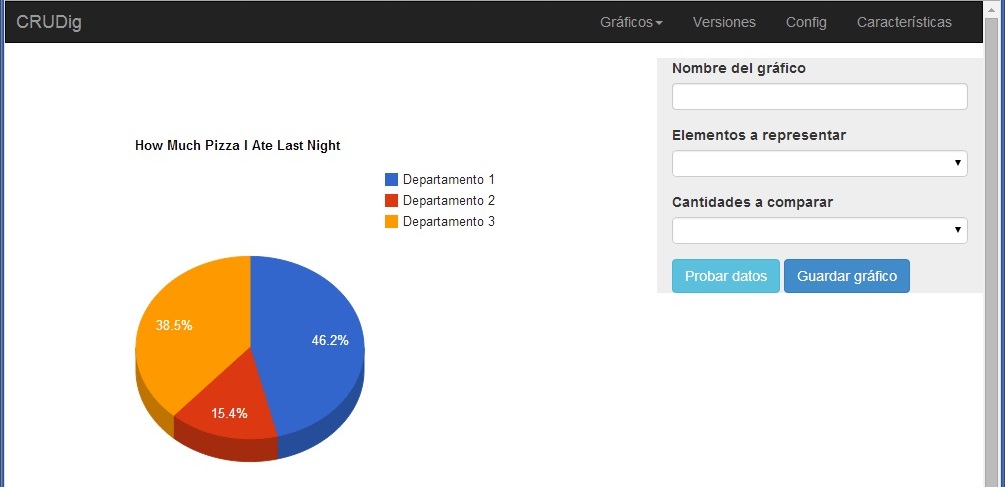 CRUDig
Gráficos
Versiones
Config
Características
How Much Pizza I Ate Last Night
Departamento 1
Departamento 2
Departamento 3
38.5%
46.2%
15.4%
Nombre del gráfico
Elementos a representar
Cantidades a comparar
Probar datos
Guardar gráfico